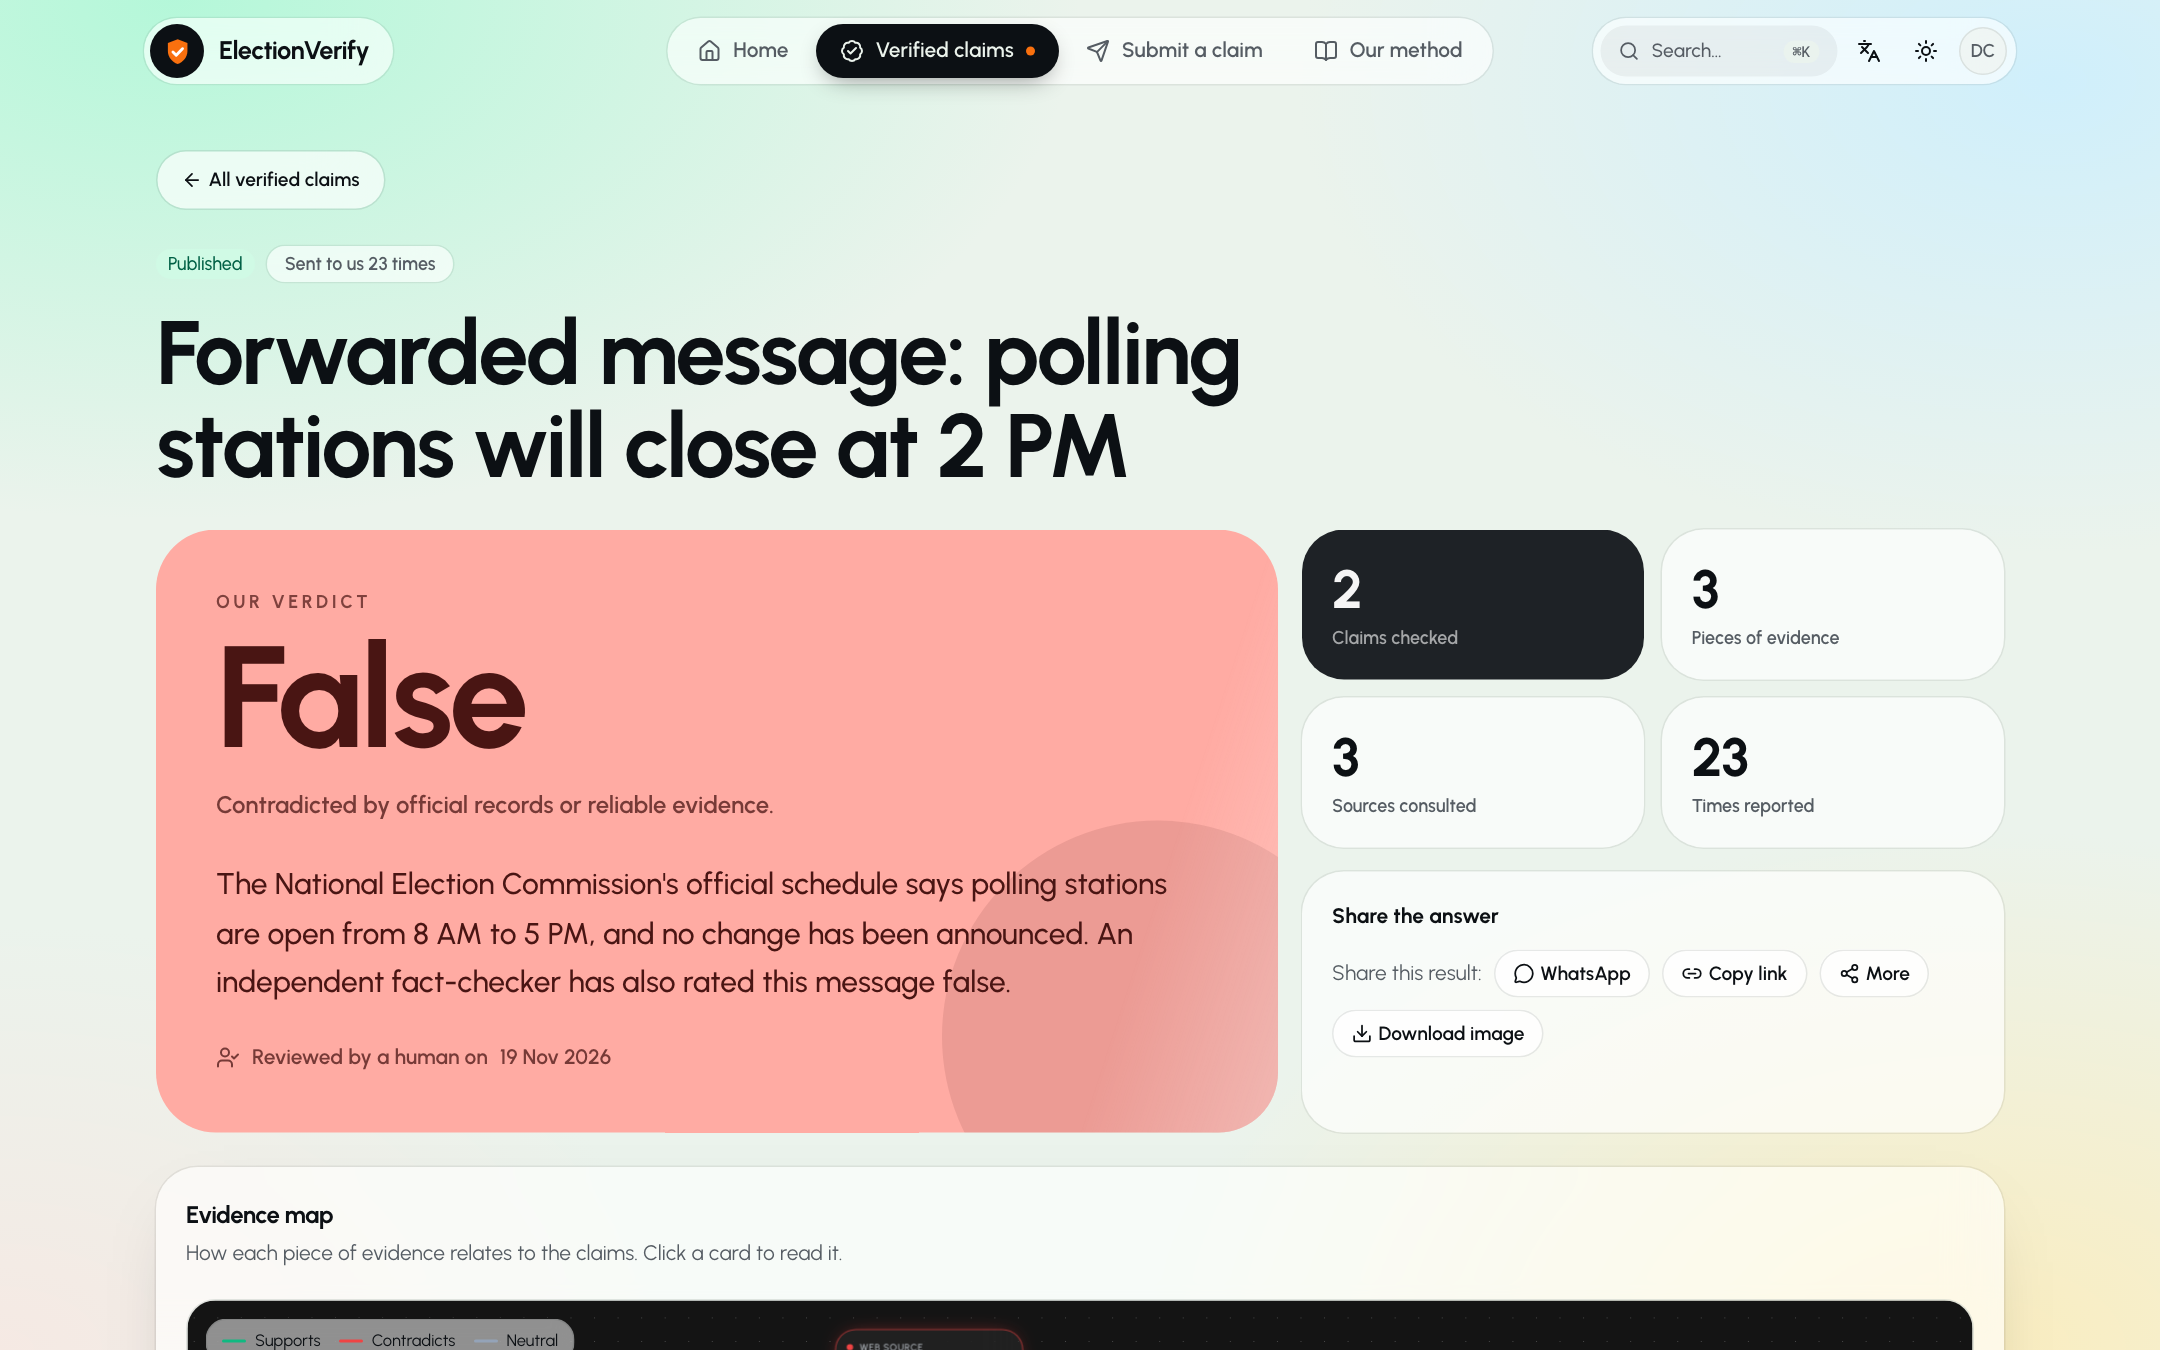 ElectionVerify
Home
Verified claims
Submit a claim
Our method
Search...
⌘K
DC
All verified claims
Published
Sent to us 23 times
Forwarded message: polling
stations will close at 2 PM
OUR VERDICT
False
Contradicted by official records or reliable evidence.
The National Election Commission's official schedule says polling stations
are open from 8 AM to 5 PM, and no change has been announced. An
independent fact-checker has also rated this message false.
Reviewed by a human on 19 Nov 2026
2
Claims checked
3
Pieces of evidence
3
Sources consulted
23
Times reported
Share the answer
Share this result:
WhatsApp
Copy link
More
Download image
Evidence map
How each piece of evidence relates to the claims. Click a card to read it.
Supports
Contradicts
Neutral
WEB SOURCE